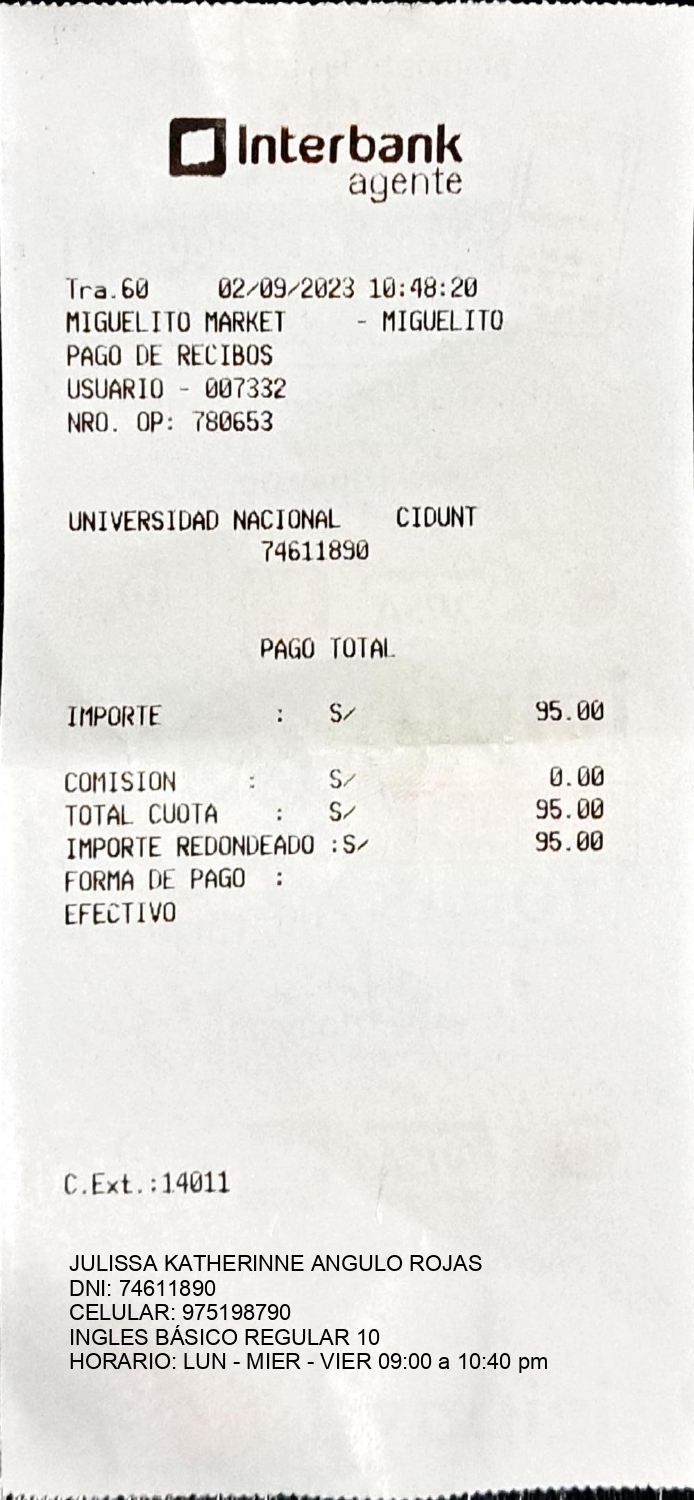 Interbank
agente
Tra.60 02/09/2023 10:48:20
MIGUELITO MARKET - MIGUELITO
PAGO DE RECIBOS
USUARIO - 007332
NRO. OP: 780653
UNIVERSIDAD NACIONAL CIDUNT
74611890
PAGO TOTAL
IMPORTE : S/ 95.00
COMISION : S/ 0.00
TOTAL CUOTA : S/ 95.00
IMPORTE REDONDEADO :S/ 95.00
FORMA DE PAGO :
EFECTIVO
C.Ext.:14011
JULISSA KATHERINNE ANGULO ROJAS
DNI: 74611890
CELULAR: 975198790
INGLES BÁSICO REGULAR 10
HORARIO: LUN - MIER - VIER 09:00 a 10:40 pm